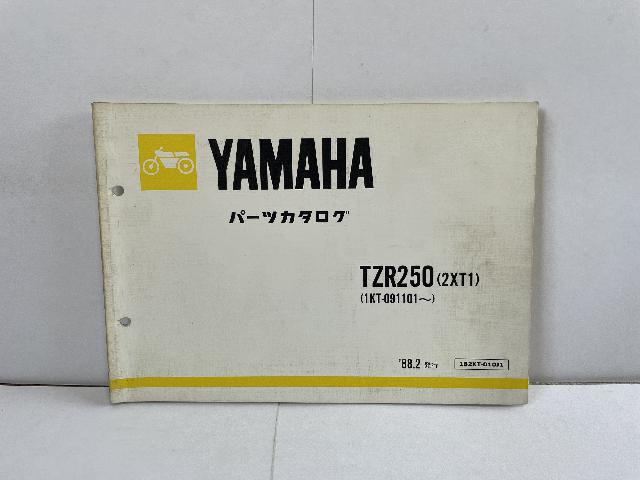 YAMAHA
パーツカタログ
TZR250 (2XT1)
(1KT-091101～)
'88.2 発行